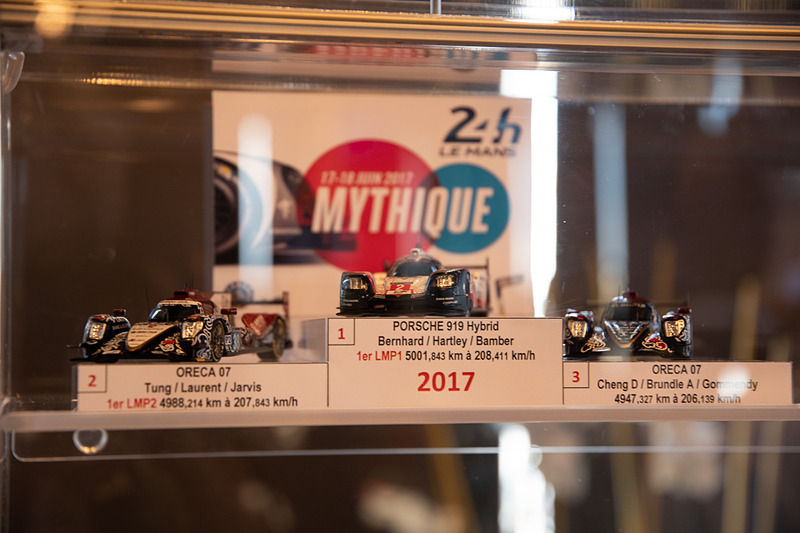 24h
LE MANS
17-18 JUIN 2017
MYTHIQUE
2
1
PORSCHE 919 Hybrid
Bernhard / Hartley / Bamber
1er LMP1 5001,843 km à 208,411 km/h
2017
2
ORECA 07
Tung / Laurent / Jarvis
1er LMP2 4988,214 km à 207,843 km/h
3
ORECA 07
Cheng D / Brundle A / Gommendy
4947,327 km à 206,139 km/h